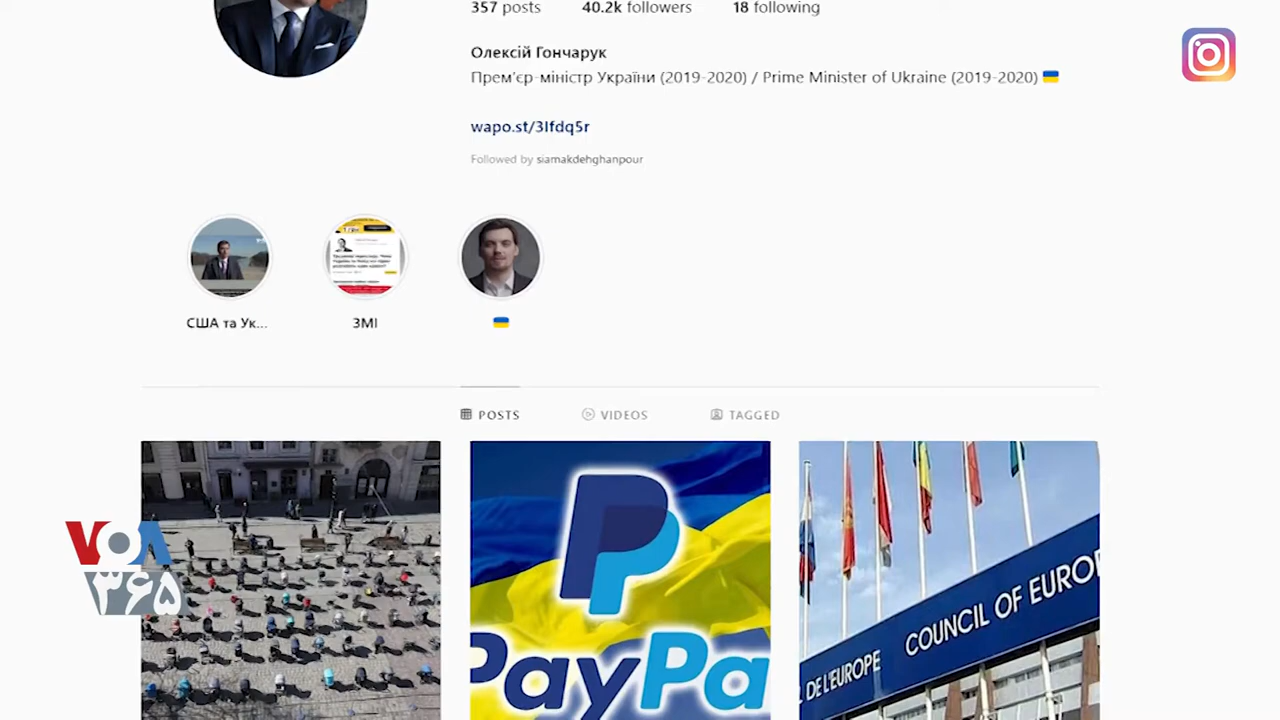 357 posts 40.2k followers 18 following
Олексій Гончарук
Прем'єр-міністр України (2019-2020) / Prime Minister of Ukraine (2019-2020)
wapo.st/3Ifdq5r
Followed by siamakdehghanpour
США та Ук...
ЗМІ
POSTS VIDEOS TAGGED
VOA
۳۶۵
PayPa
COUNCIL OF EUROP
L DE L'EUROPE